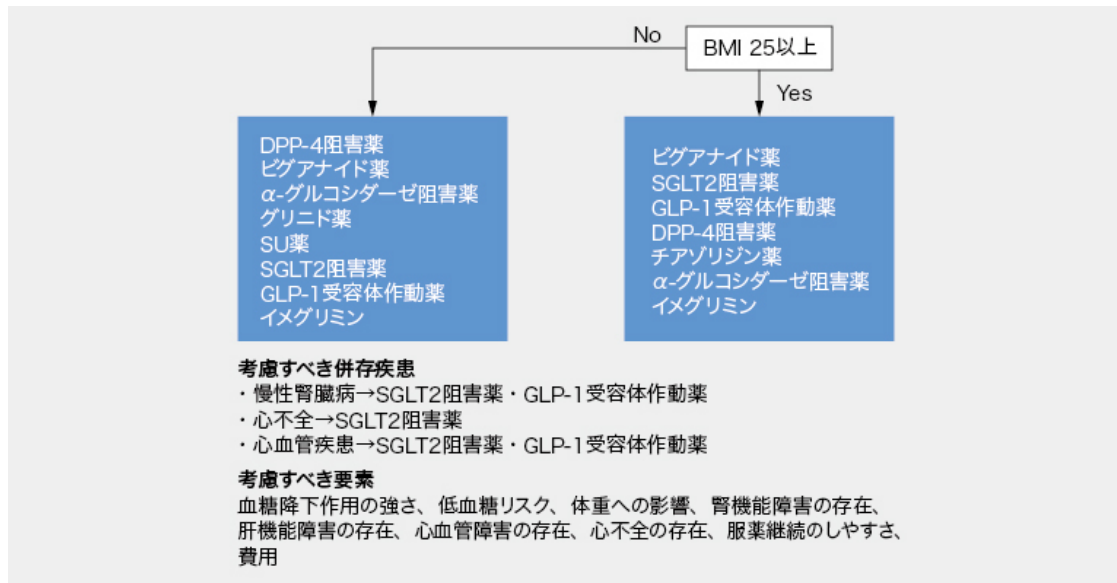 BMI 25以上
No
Yes
DPP-4阻害薬
ビグアナイド薬
α-グルコシダーゼ阻害薬
グリニド薬
SU薬
SGLT2阻害薬
GLP-1受容体作動薬
イメグリミン
ビグアナイド薬
SGLT2阻害薬
GLP-1受容体作動薬
DPP-4阻害薬
チアゾリジン薬
α-グルコシダーゼ阻害薬
イメグリミン
考慮すべき併存疾患
・慢性腎臓病→SGLT2阻害薬・GLP-1受容体作動薬
・心不全→SGLT2阻害薬
・心血管疾患→SGLT2阻害薬・GLP-1受容体作動薬
考慮すべき要素
血糖降下作用の強さ、低血糖リスク、体重への影響、腎機能障害の存在、
肝機能障害の存在、心血管障害の存在、心不全の存在、服薬継続のしやすさ、
費用